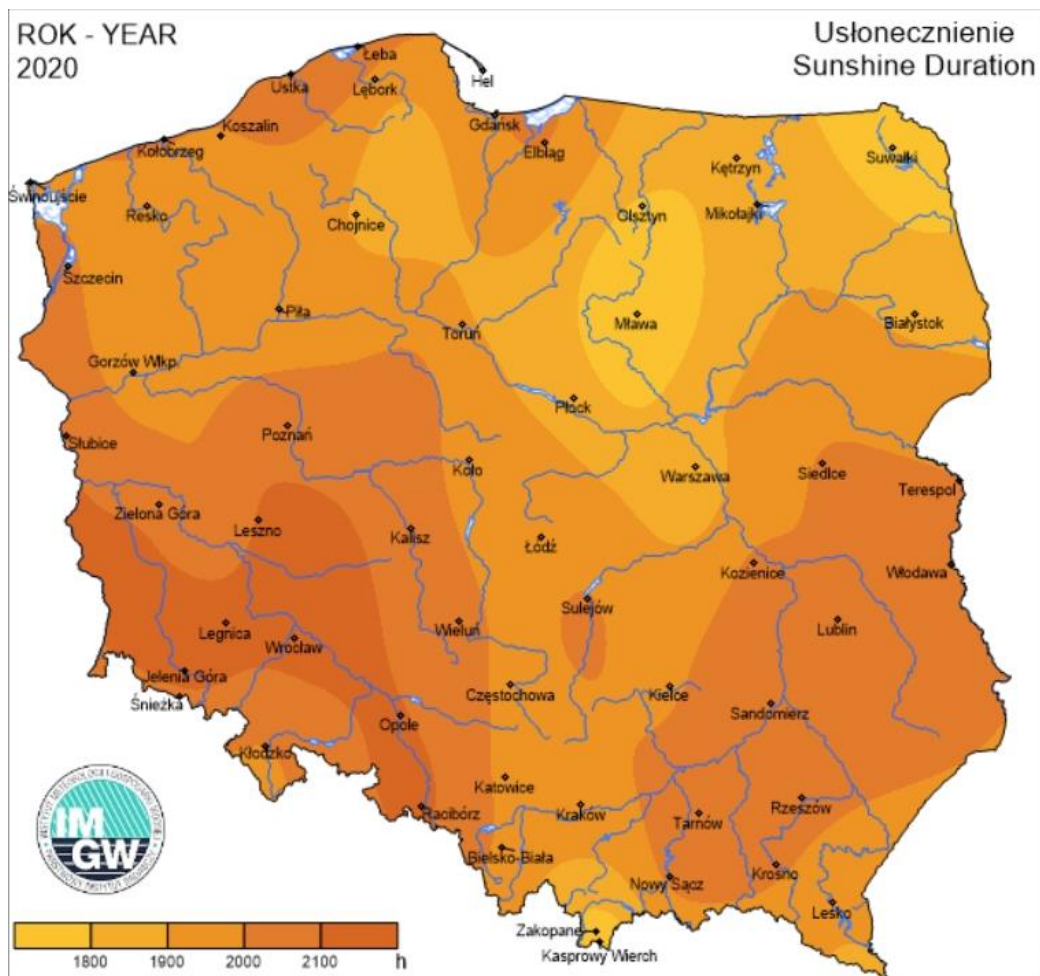 ROK - YEAR
2020
Usłonecznienie
Sunshine Duration
Łeba
Hel
Ustka
Lębork
Gdańsk
Koszalin
Kołobrzeg
Elbląg
Suwałki
Kętrzyn
Świnoujście
Resko
Chojnice
Olsztyn
Mikołajki
Szczecin
Piła
Toruń
Mława
Białystok
Gorzów Wlkp.
Płock
Słubice
Poznań
Koło
Warszawa
Siedlce
Terespol
Zielona Góra
Leszno
Kalisz
Łódź
Kozienice
Włodawa
Sulejów
Legnica
Wrocław
Wieluń
Lublin
Jelenia Góra
Śnieżka
Częstochowa
Kielce
Sandomierz
Opole
Kłodzko
Katowice
Racibórz
Kraków
Tarnów
Rzeszów
Bielsko-Biała
Nowy Sącz
Krosno
Lesko
Zakopane
Kasprowy Wierch
IM
GW
1800 1900 2000 2100 h